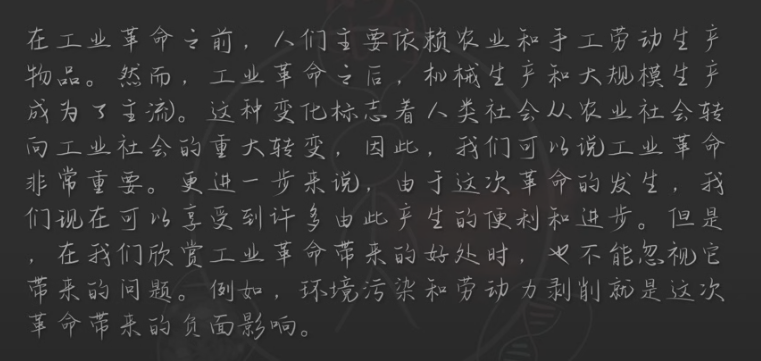 在工业革命之前，人们主要依赖农业和手工劳动生产
物品。然而，工业革命之后，机械生产和大规模生产
成为了主流。这种变化标志着人类社会从农业社会转
向工业社会的重大转变，因此，我们可以说工业革命
非常重要。更进一步来说，由于这次革命的发生，我
们现在可以享受到许多由此产生的便利和进步。但是
，在我们欣赏工业革命带来的好处时，也不能忽视它
带来的问题。例如，环境污染和劳动力剥削就是这次
革命带来的负面影响。